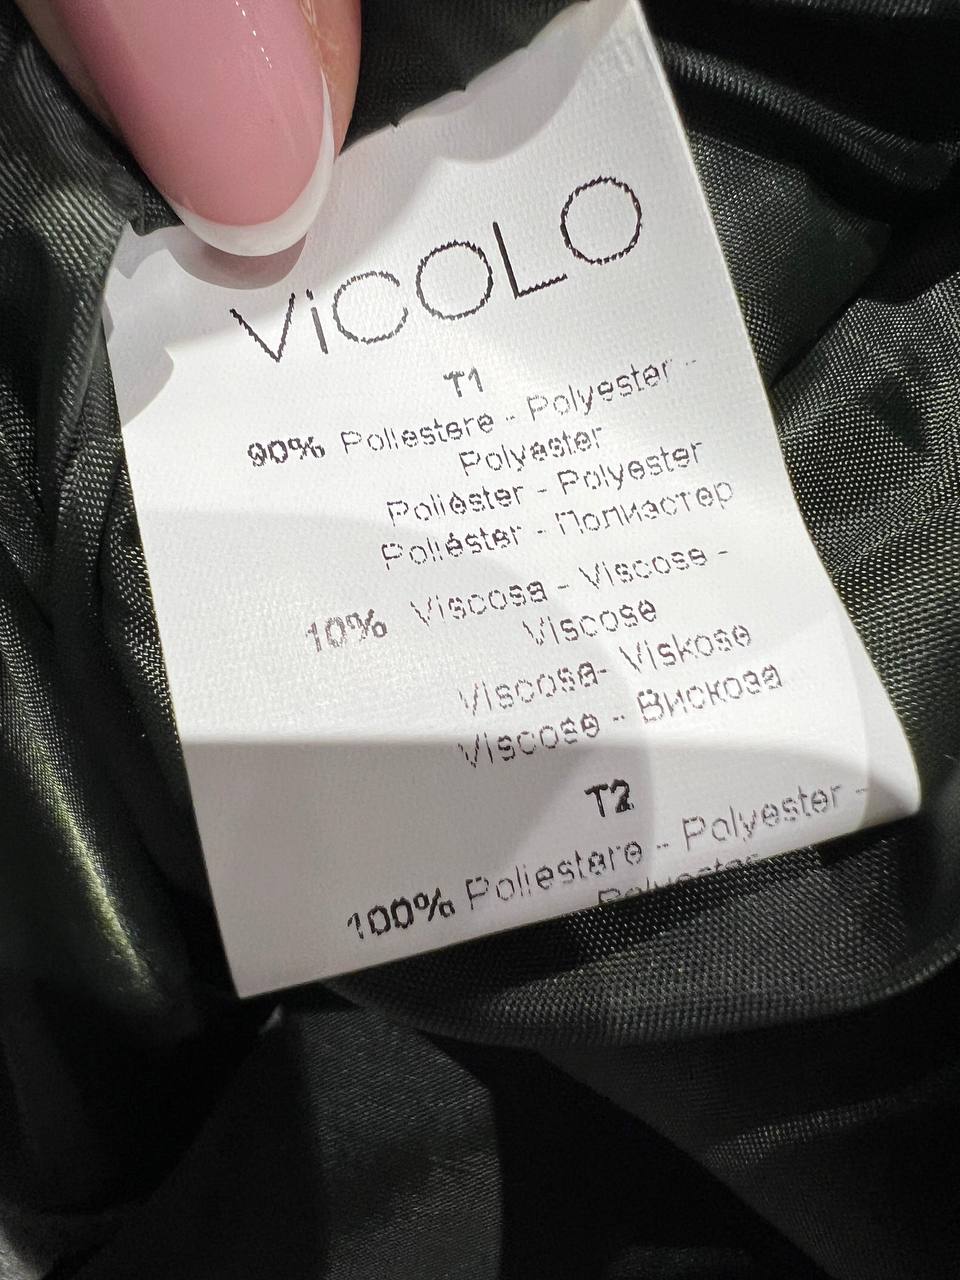 ViCOLO
T1
90% Poliestere - Polyester -
Polyester
Poliéster - Polyester
Poliéster - Полиэстер
10% Viscosa - Viscose -
Viscose
Viscosa- Viskose
Viscose - Вискоза
T2
100% Poliestere - Polyester -
Polyester